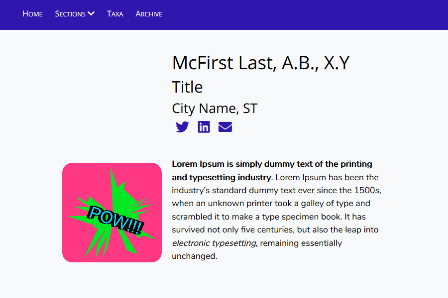 Home Sections Taxa Archive
McFirst Last, A.B., X.Y
Title
City Name, ST
Lorem Ipsum is simply dummy text of the printing
and typesetting industry. Lorem Ipsum has been the
industry's standard dummy text ever since the 1500s,
when an unknown printer took a galley of type and
scrambled it to make a type specimen book. It has
survived not only five centuries, but also the leap into
electronic typesetting, remaining essentially
unchanged.
POW!!!